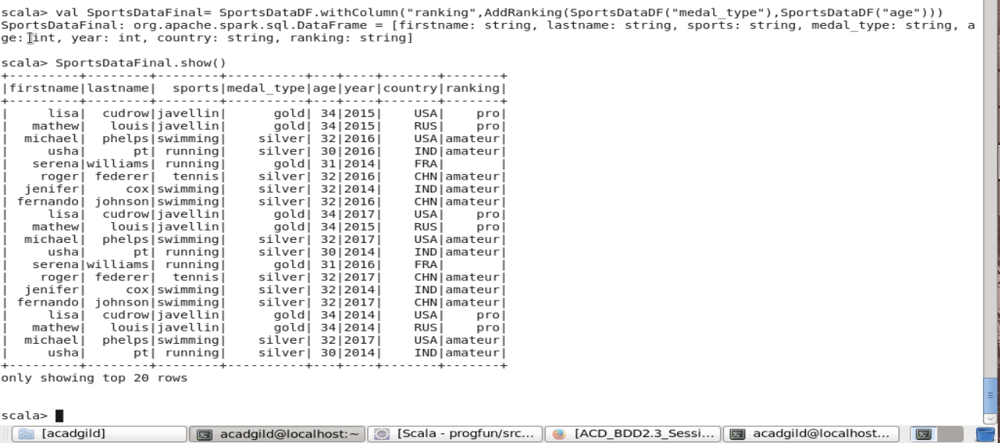 scala> val SportsDataFinal= SportsDataDF.withColumn("ranking",AddRanking(SportsDataDF("medal_type"),SportsDataDF("age")))
SportsDataFinal: org.apache.spark.sql.DataFrame = [firstname: string, lastname: string, sports: string, medal_type: string, a
ge: int, year: int, country: string, ranking: string]
scala> SportsDataFinal.show()
+---------+--------+--------+----------+---+----+-------+-------+
|firstname|lastname|  sports|medal_type|age|year|country|ranking|
+---------+--------+--------+----------+---+----+-------+-------+
|     lisa|  cudrow|javellin|      gold| 34|2015|    USA|    pro|
|   mathew|   louis|javellin|      gold| 34|2015|    RUS|    pro|
|  michael|  phelps|swimming|    silver| 32|2016|    USA|amateur|
|     usha|      pt| running|    silver| 30|2016|    IND|amateur|
|   serena|williams| running|      gold| 31|2014|    FRA|       |
|    roger| federer|  tennis|    silver| 32|2016|    CHN|amateur|
|  jenifer|     cox|swimming|    silver| 32|2014|    IND|amateur|
| fernando| johnson|swimming|    silver| 32|2016|    CHN|amateur|
|     lisa|  cudrow|javellin|      gold| 34|2017|    USA|    pro|
|   mathew|   louis|javellin|      gold| 34|2015|    RUS|    pro|
|  michael|  phelps|swimming|    silver| 32|2017|    USA|amateur|
|     usha|      pt| running|    silver| 30|2014|    IND|amateur|
|   serena|williams| running|      gold| 31|2016|    FRA|       |
|    roger| federer|  tennis|    silver| 32|2017|    CHN|amateur|
|  jenifer|     cox|swimming|    silver| 32|2014|    IND|amateur|
| fernando| johnson|swimming|    silver| 32|2017|    CHN|amateur|
|     lisa|  cudrow|javellin|      gold| 34|2014|    USA|    pro|
|   mathew|   louis|javellin|      gold| 34|2014|    RUS|    pro|
|  michael|  phelps|swimming|    silver| 32|2017|    USA|amateur|
|     usha|      pt| running|    silver| 30|2014|    IND|amateur|
+---------+--------+--------+----------+---+----+-------+-------+
only showing top 20 rows
scala>
[acadgild] acadgild@localhost:~ [Scala - progfun/src... [ACD_BDD2.3_Sessi... acadgild@localhost...